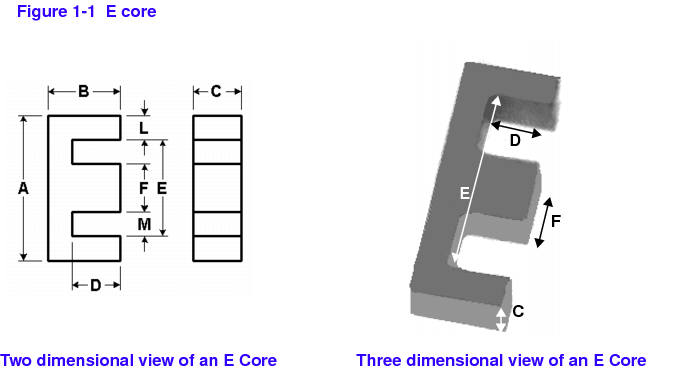 Figure 1-1  E core
B
C
L
A
F
E
M
D
D
E
F
C
Two dimensional view of an E Core
Three dimensional view of an E Core